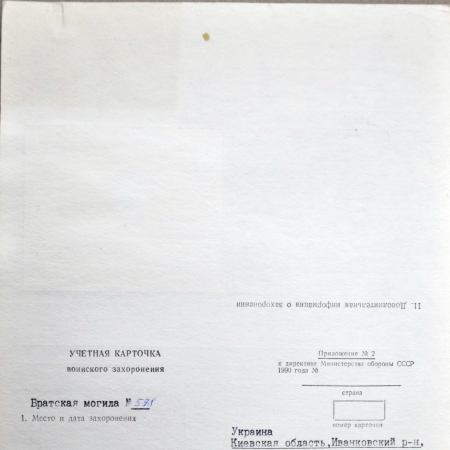 11. Дополнительная информация о захоронении
УЧЕТНАЯ КАРТОЧКА
воинского захоронения
Приложение № 2
к директиве Министерства обороны СССР
1990 года №
страна
номер карточки
Братская могила № 571
1. Место и дата захоронения
Украина
Киевская область,Иванковский р-н,